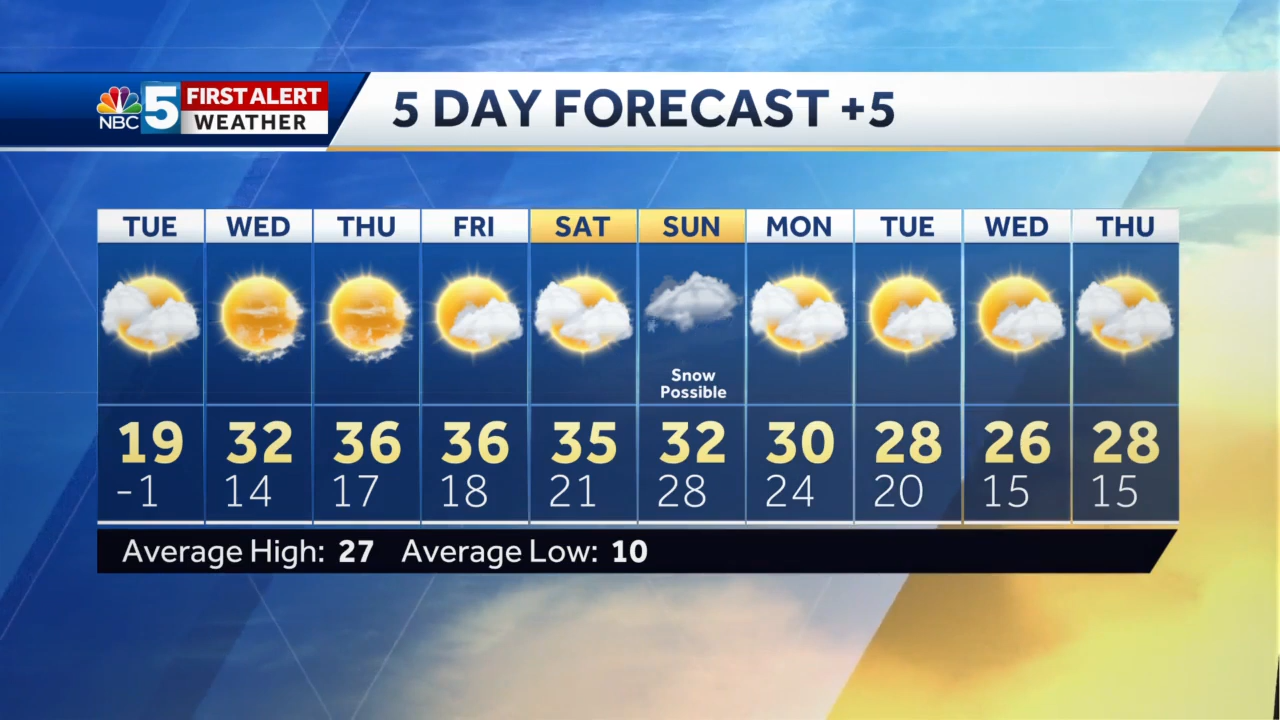 NBC 5 FIRST ALERT WEATHER
5 DAY FORECAST +5
TUE WED THU FRI SAT SUN MON TUE WED THU
Snow
Possible
19 32 36 36 35 32 30 28 26 28
-1 14 17 18 21 28 24 20 15 15
Average High: 27 Average Low: 10